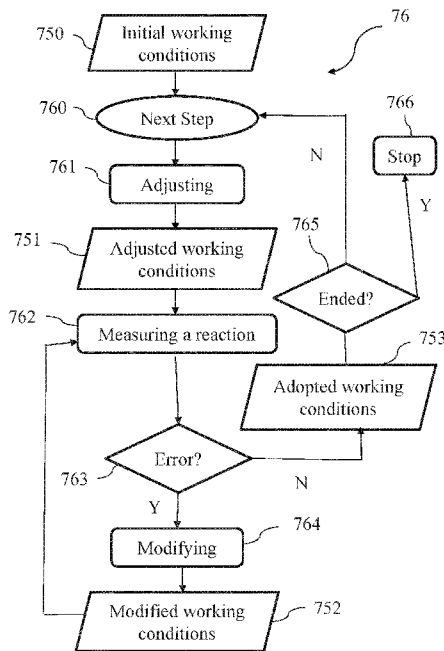 750
Initial working
conditions
76
760
Next Step
766
Stop
N
Y
761
Adjusting
751
Adjusted working
conditions
765
Ended?
762
Measuring a reaction
753
Adopted working
conditions
763
Error?
N
Y
764
Modifying
Modified working
conditions
752